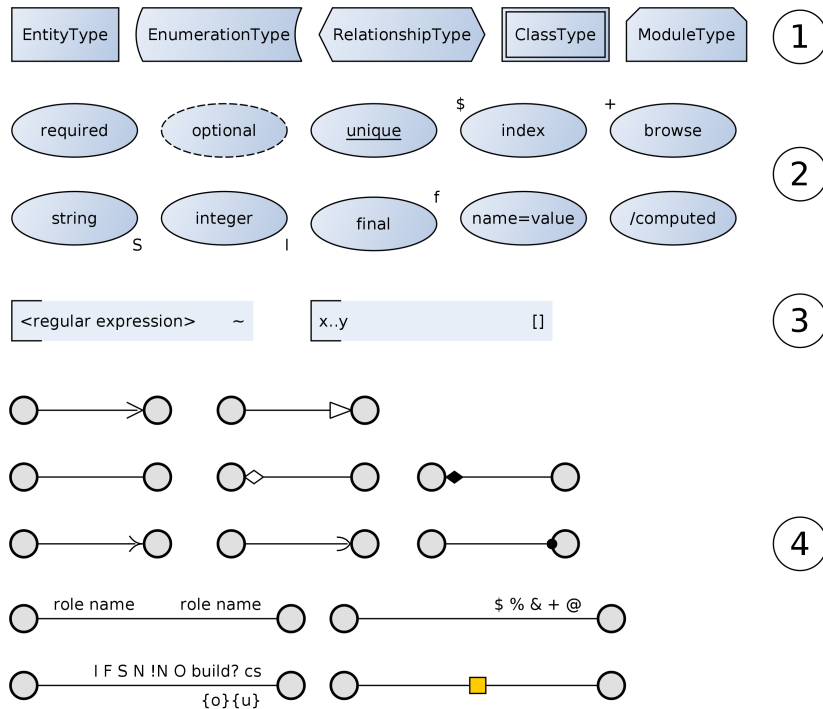 EntityType EnumerationType RelationshipType ClassType ModuleType 1
required optional unique $ index + browse
2
string S integer I final f name=value /computed
<regular expression> ~ x..y [] 3
4
role name role name $ % & + @
I F S N !N O build? cs
{o}{u}